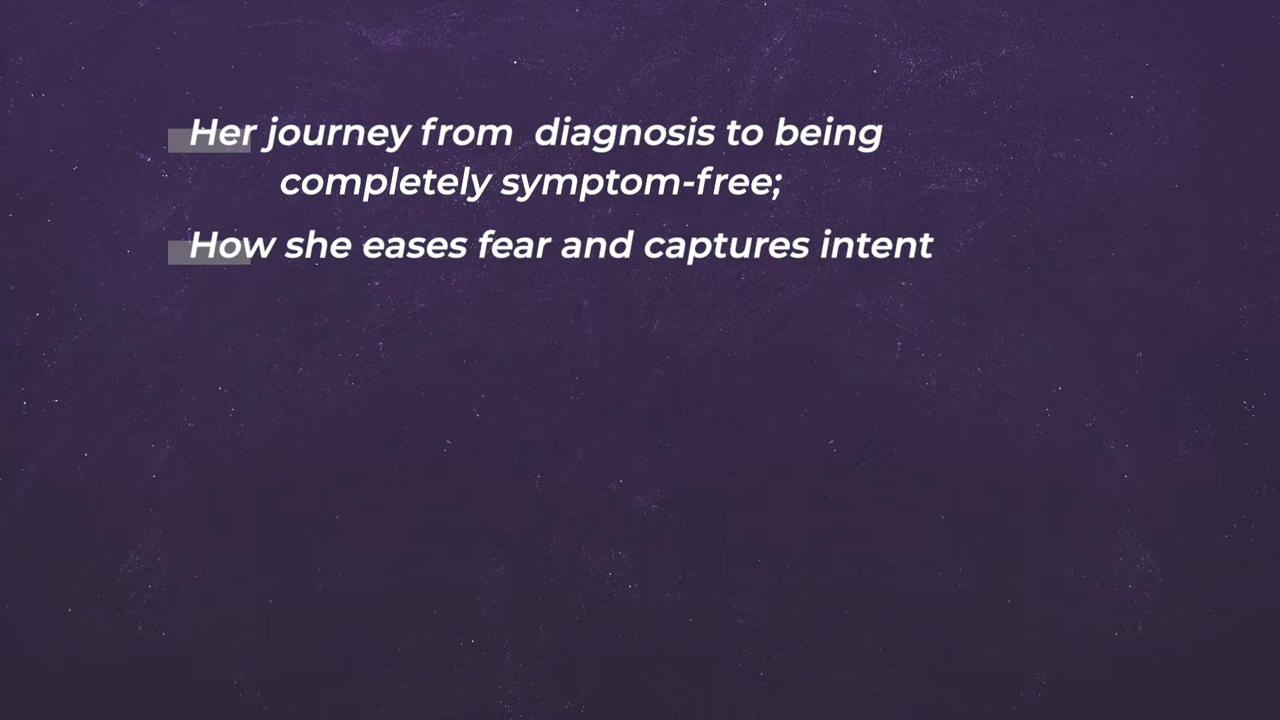 Her journey from  diagnosis to being
completely symptom-free;
How she eases fear and captures intent